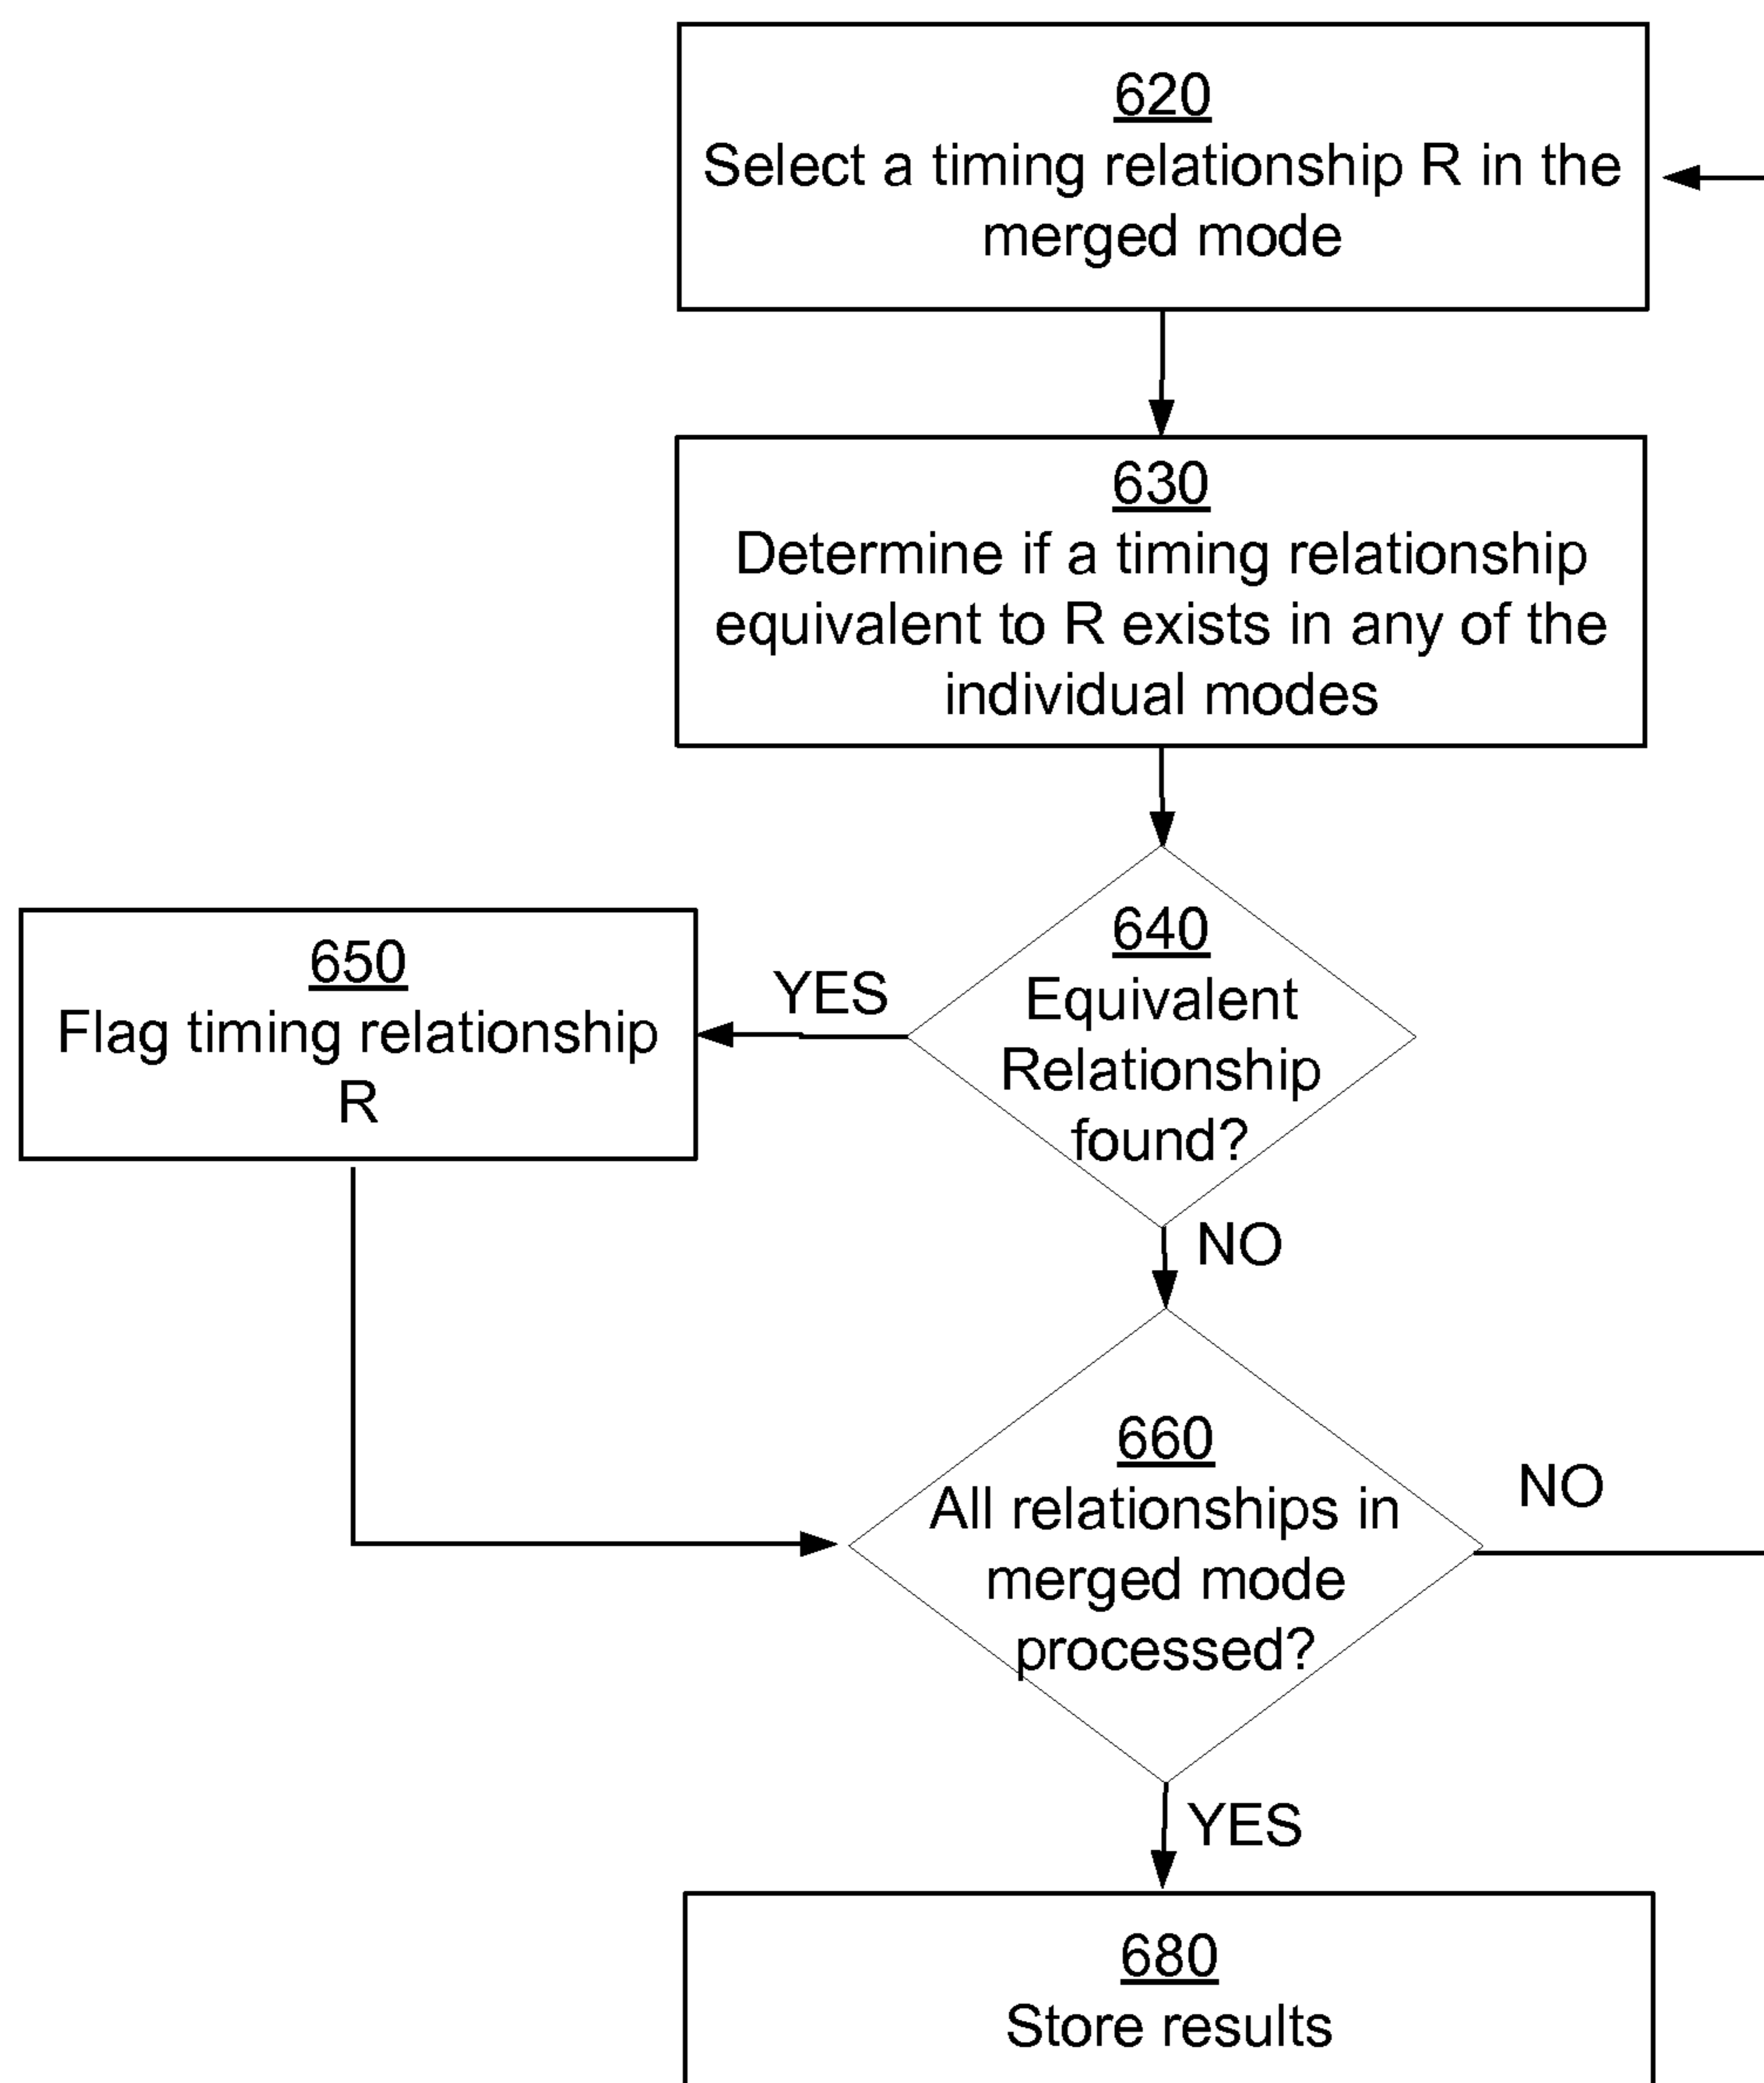 620
Select a timing relationship R in the
merged mode
630
Determine if a timing relationship
equivalent to R exists in any of the
individual modes
640
Equivalent
Relationship
found?
YES
650
Flag timing relationship
R
NO
660
All relationships in
merged mode
processed?
NO
YES
680
Store results